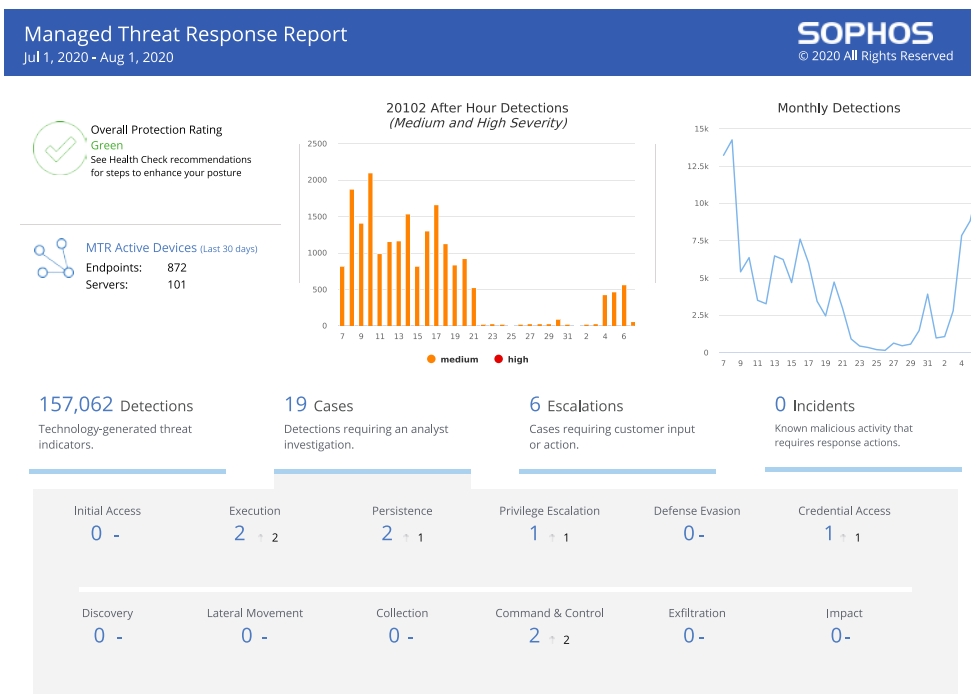 Managed Threat Response Report
Jul 1, 2020 - Aug 1, 2020
SOPHOS
© 2020 All Rights Reserved
Overall Protection Rating
Green
See Health Check recommendations
for steps to enhance your posture
MTR Active Devices (Last 30 days)
Endpoints: 872
Servers: 101
20102 After Hour Detections
(Medium and High Severity)
2500
2000
1500
1000
500
0
7 9 11 13 15 17 19 21 23 25 27 29 31 2 4 6
medium high
Monthly Detections
15k
12.5k
10k
7.5k
5k
2.5k
0
7 9 11 13 15 17 19 21 23 25 27 29 31 2 4
157,062 Detections
Technology-generated threat
indicators.
19 Cases
Detections requiring an analyst
investigation.
6 Escalations
Cases requiring customer input
or action.
0 Incidents
Known malicious activity that
requires response actions.
Initial Access Execution Persistence Privilege Escalation Defense Evasion Credential Access
0 - 2 ↑ 2 2 ↑ 1 1 ↑ 1 0 - 1 ↑ 1
Discovery Lateral Movement Collection Command & Control Exfiltration Impact
0 - 0 - 0 - 2 ↑ 2 0 - 0 -